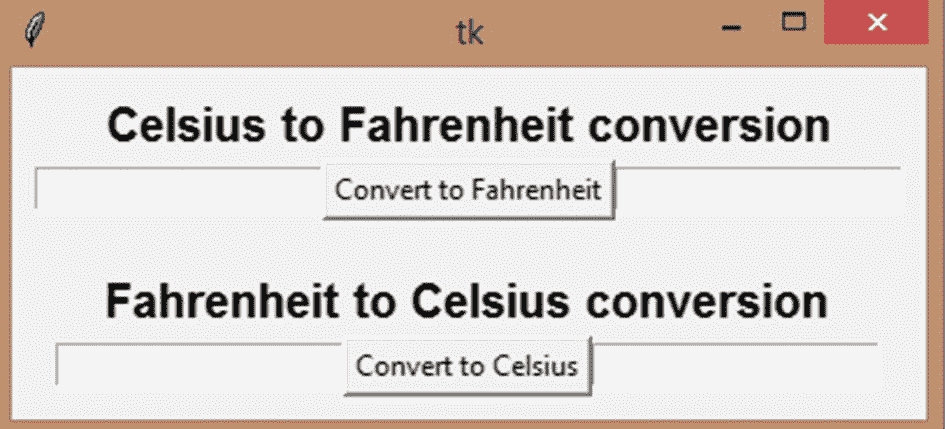 tk
Celsius to Fahrenheit conversion
Convert to Fahrenheit
Fahrenheit to Celsius conversion
Convert to Celsius